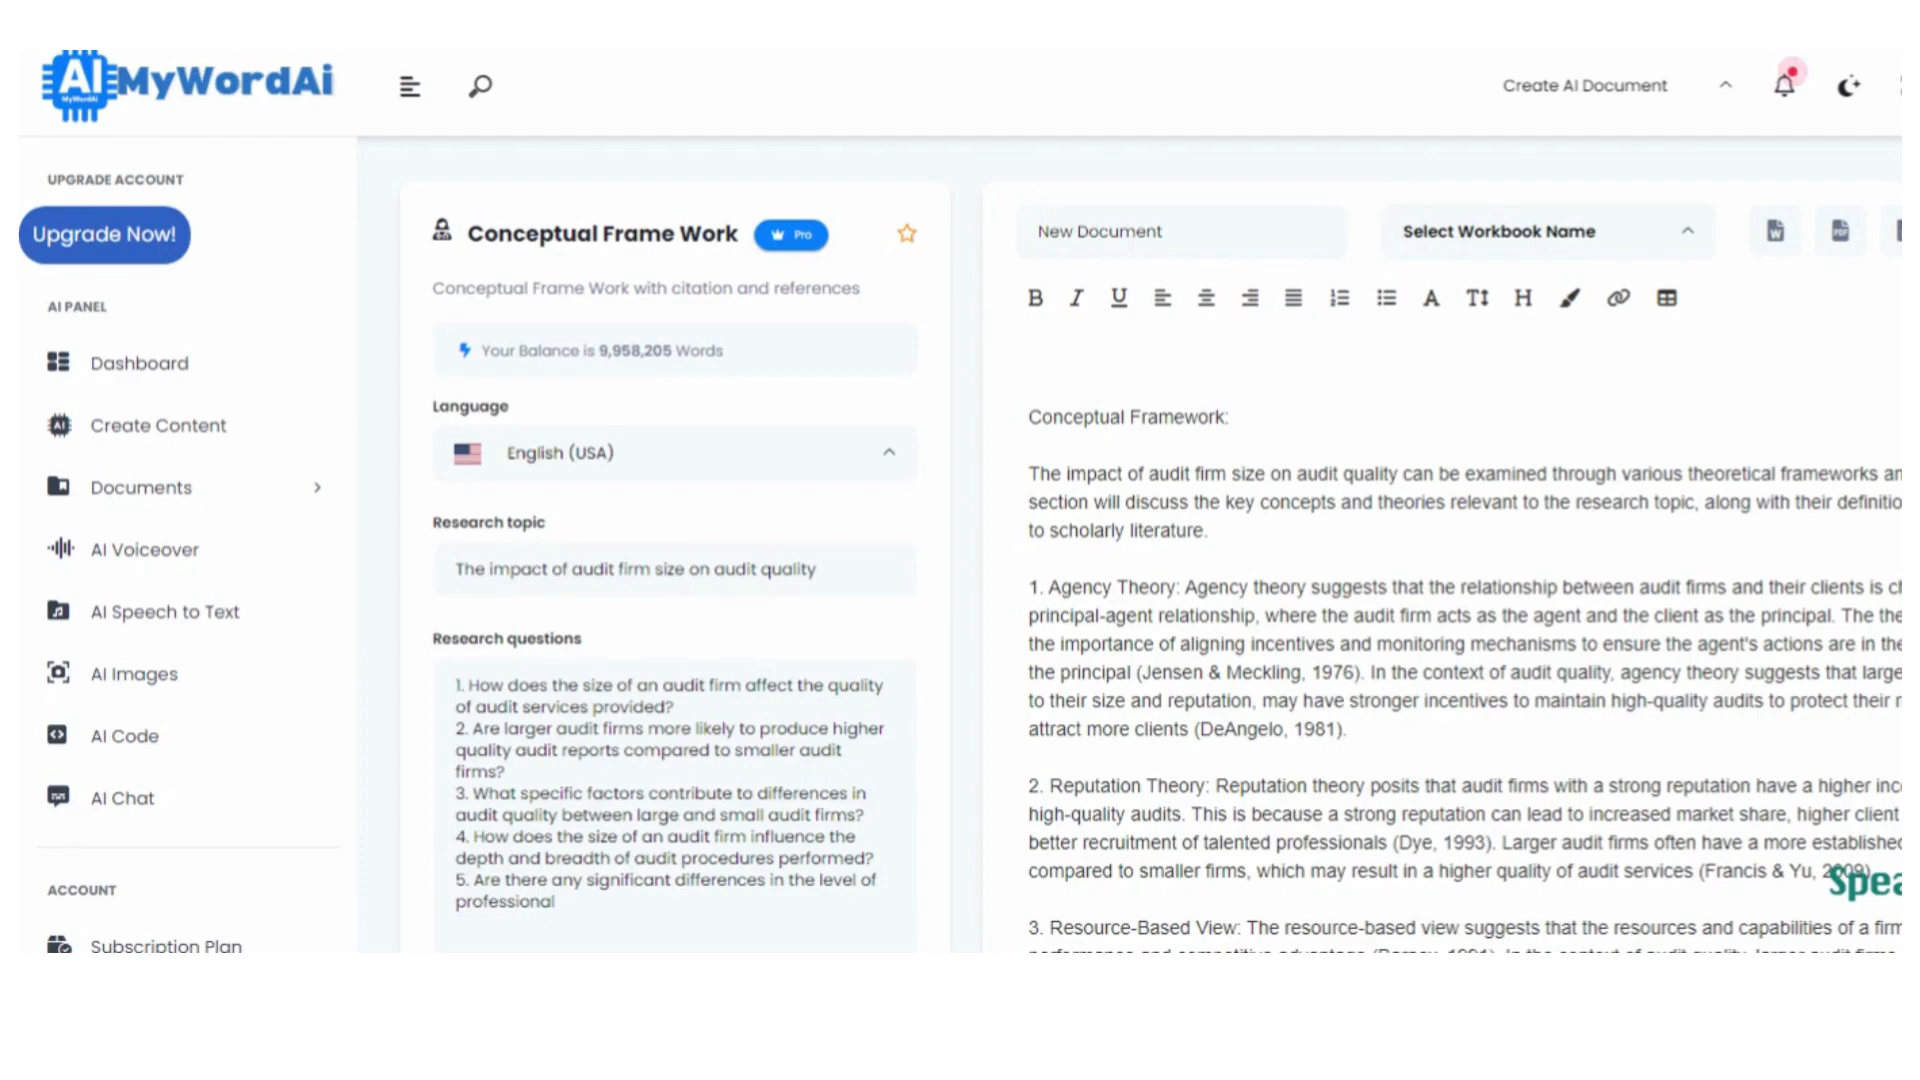 AI MyWordAi
MyWordAi
Create AI Document
UPGRADE ACCOUNT
Upgrade Now!
AI PANEL
Dashboard
Create Content
Documents
AI Voiceover
AI Speech to Text
AI Images
AI Code
AI Chat
ACCOUNT
Subscription Plan
Conceptual Frame Work Pro
Conceptual Frame Work with citation and references
Your Balance is 9,958,205 Words
Language
English (USA)
Research topic
The impact of audit firm size on audit quality
Research questions
1. How does the size of an audit firm affect the quality
of audit services provided?
2. Are larger audit firms more likely to produce higher
quality audit reports compared to smaller audit
firms?
3. What specific factors contribute to differences in
audit quality between large and small audit firms?
4. How does the size of an audit firm influence the
depth and breadth of audit procedures performed?
5. Are there any significant differences in the level of
professional
New Document
Select Workbook Name
Conceptual Framework:
The impact of audit firm size on audit quality can be examined through various theoretical frameworks an
section will discuss the key concepts and theories relevant to the research topic, along with their definitio
to scholarly literature.
1. Agency Theory: Agency theory suggests that the relationship between audit firms and their clients is c
principal-agent relationship, where the audit firm acts as the agent and the client as the principal. The the
the importance of aligning incentives and monitoring mechanisms to ensure the agent's actions are in the
the principal (Jensen & Meckling, 1976). In the context of audit quality, agency theory suggests that large
to their size and reputation, may have stronger incentives to maintain high-quality audits to protect their r
attract more clients (DeAngelo, 1981).
2. Reputation Theory: Reputation theory posits that audit firms with a strong reputation have a higher inc
high-quality audits. This is because a strong reputation can lead to increased market share, higher client
better recruitment of talented professionals (Dye, 1993). Larger audit firms often have a more established
compared to smaller firms, which may result in a higher quality of audit services (Francis & Yu, 2009).
Spea
3. Resource-Based View: The resource-based view suggests that the resources and capabilities of a firm